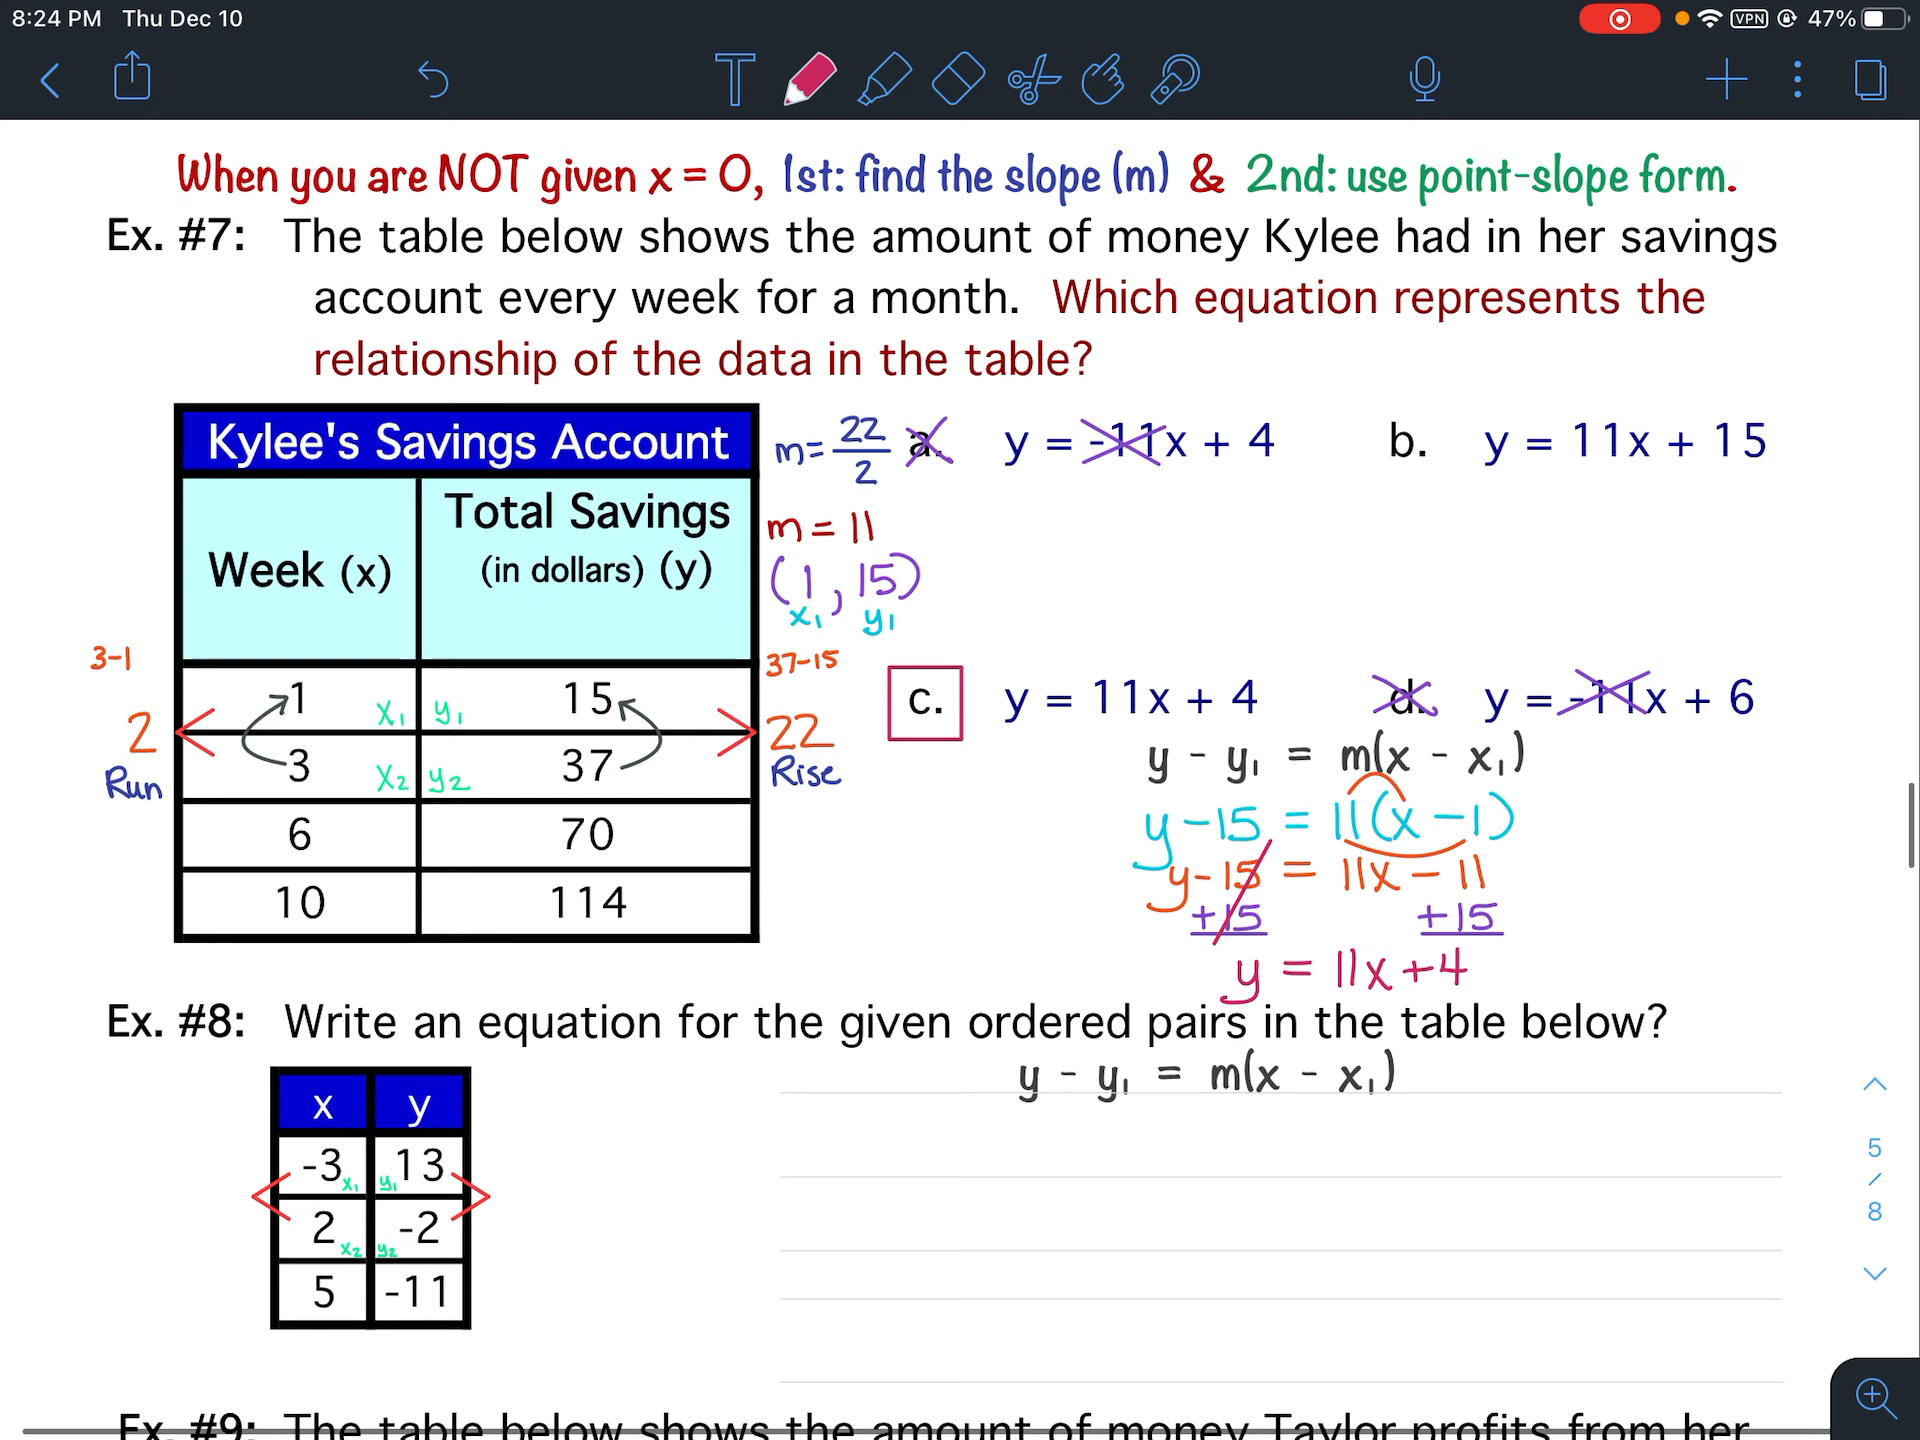 8:24 PM Thu Dec 10
VPN 47%
When you are NOT given x = 0, 1st: find the slope (m) & 2nd: use point-slope form.
Ex. #7: The table below shows the amount of money Kylee had in her savings
account every week for a month. Which equation represents the
relationship of the data in the table?
Kylee's Savings Account
Week (x)
Total Savings
(in dollars) (y)
1 x₁ y₁ 15
3 x₂ y₂ 37
6 70
10 114
3-1
2
Run
37-15
22
Rise
m = 22/2
m = 11
(1, 15)
x₁ y₁
a. y = -11x + 4
b. y = 11x + 15
c. y = 11x + 4
d. y = -11x + 6
y - y₁ = m(x - x₁)
y - 15 = 11(x - 1)
y - 15 = 11x - 11
+15 +15
y = 11x + 4
Ex. #8: Write an equation for the given ordered pairs in the table below?
y - y₁ = m(x - x₁)
x y
-3 x₁ y₁ 13
2 x₂ y₂ -2
5 -11
5
/
8
Ex. #9: The table below shows the amount of money Taylor profits from her